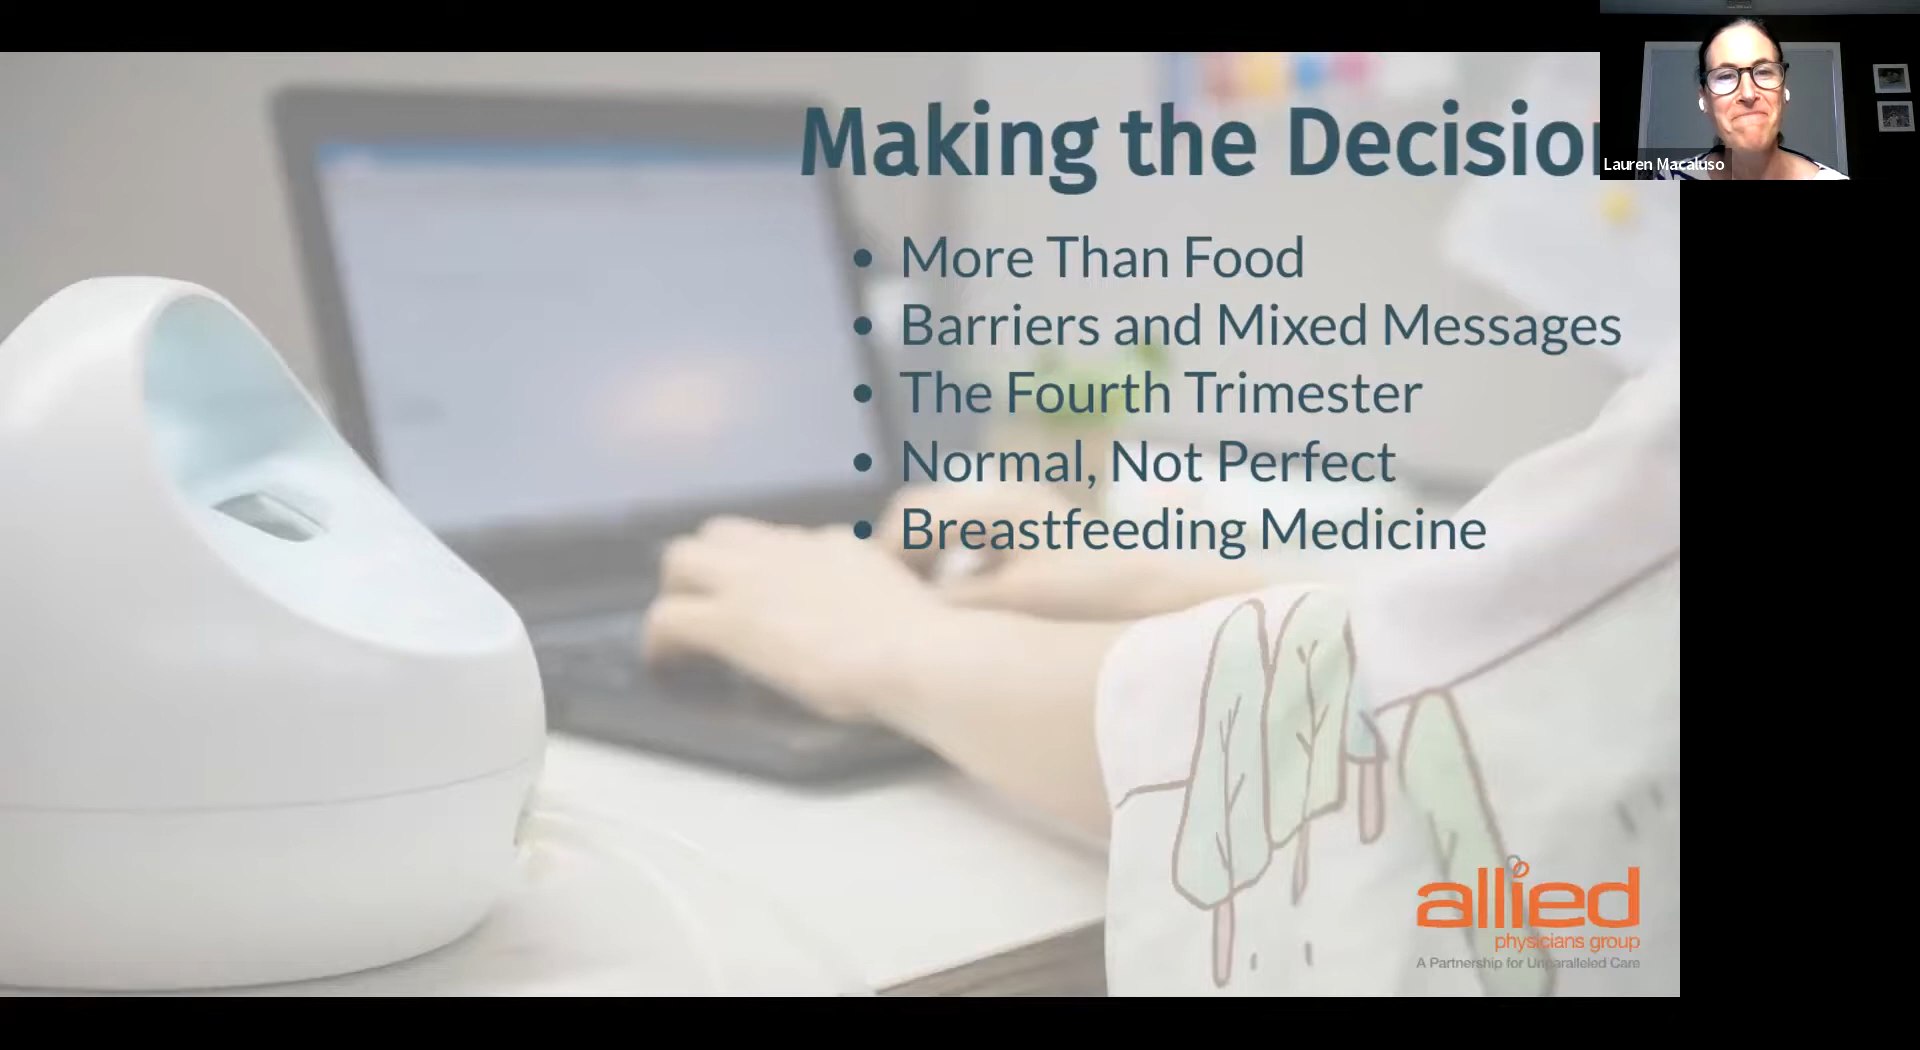 Making the Decision
• More Than Food
• Barriers and Mixed Messages
• The Fourth Trimester
• Normal, Not Perfect
• Breastfeeding Medicine
Lauren Macaluso
allied
physicians group
A Partnership for Unparalleled Care